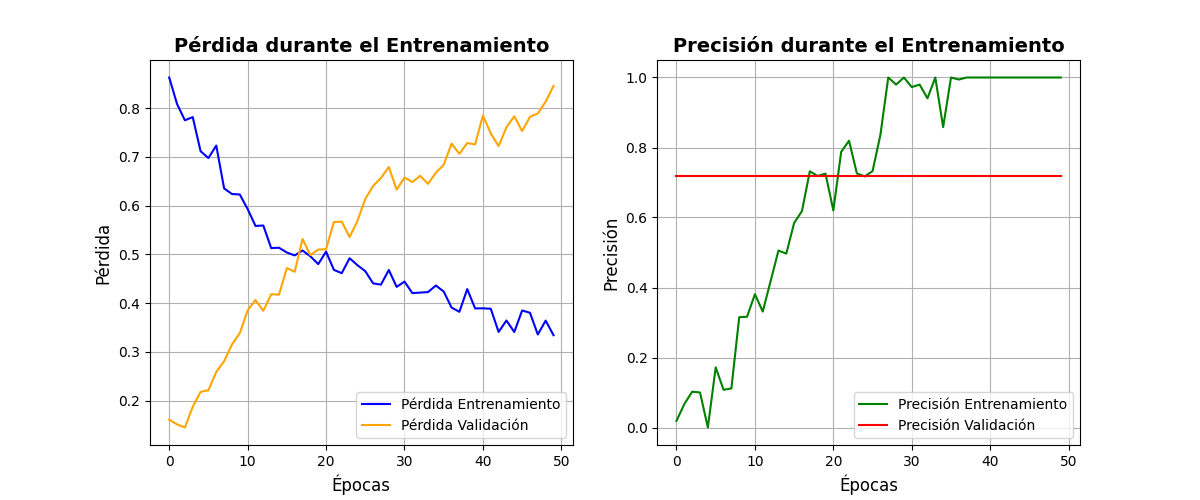 Pérdida durante el Entrenamiento
Pérdida
0.8
0.7
0.6
0.5
0.4
0.3
0.2
0 10 20 30 40 50
Épocas
Pérdida Entrenamiento
Pérdida Validación
Precisión durante el Entrenamiento
Precisión
1.0
0.8
0.6
0.4
0.2
0.0
0 10 20 30 40 50
Épocas
Precisión Entrenamiento
Precisión Validación